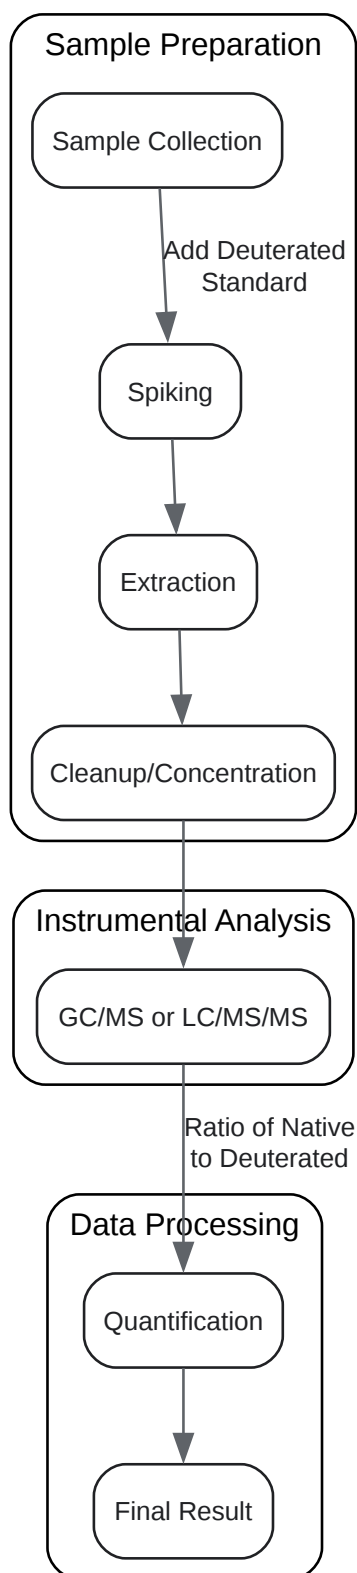 Sample Preparation
Sample Collection
Add Deuterated
Standard
Spiking
Extraction
Cleanup/Concentration
Instrumental Analysis
GC/MS or LC/MS/MS
Ratio of Native
to Deuterated
Data Processing
Quantification
Final Result